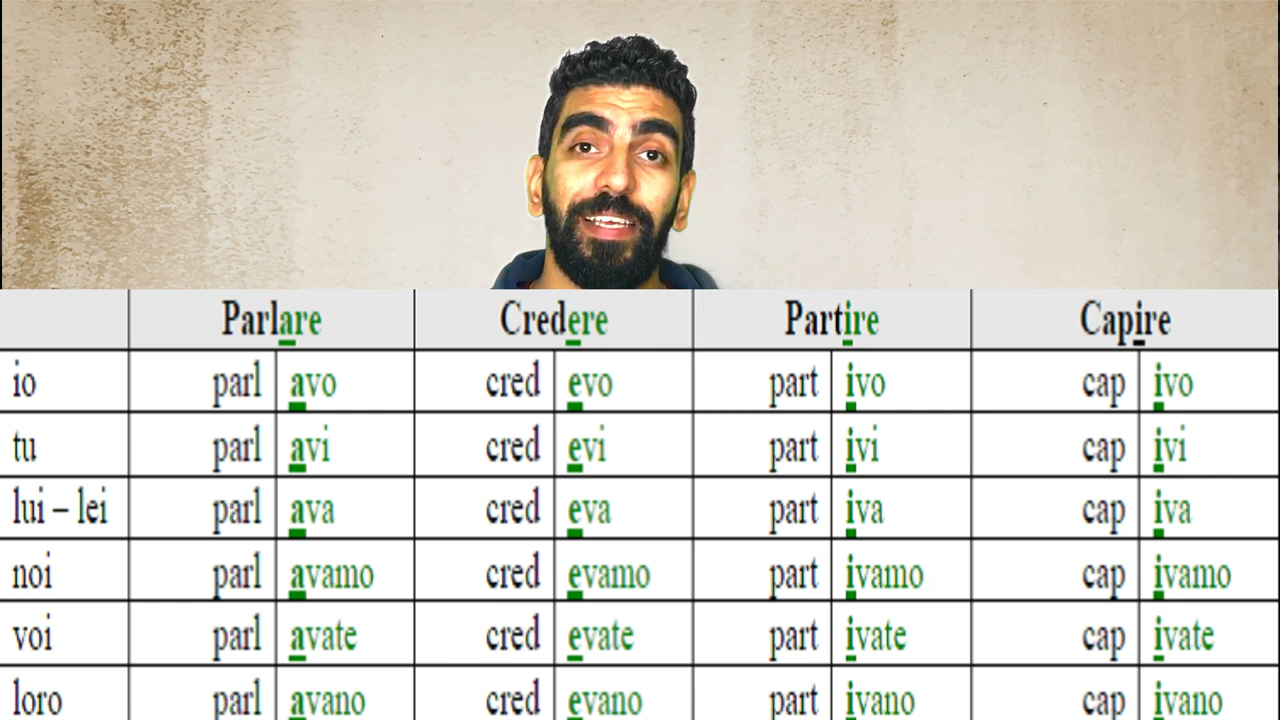 Parlare Credere Partire Capire
io parl avo cred evo part ivo cap ivo
tu parl avi cred evi part ivi cap ivi
lui – lei parl ava cred eva part iva cap iva
noi parl avamo cred evamo part ivamo cap ivamo
voi parl avate cred evate part ivate cap ivate
loro parl avano cred evano part ivano cap ivano